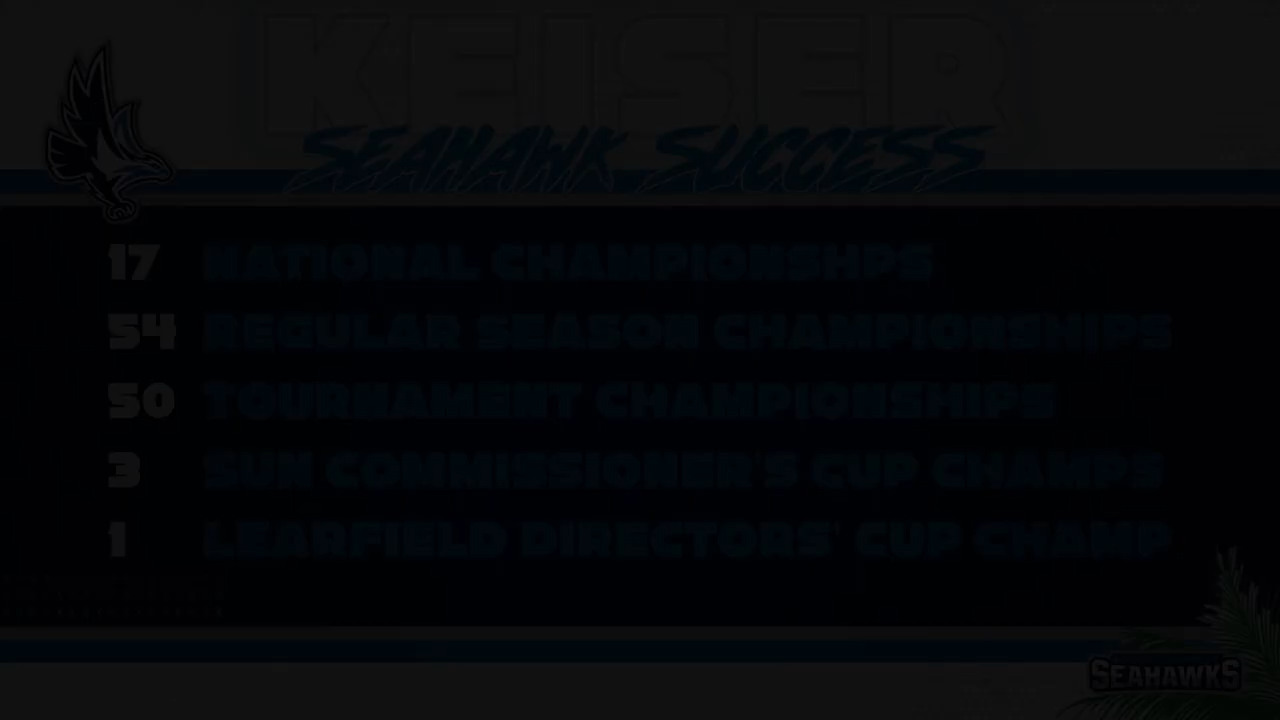 KEISER
SEAHAWK SUCCESS
17 NATIONAL CHAMPIONSHPS
54 REGULAR SEASON CHAMPIONSHIPS
50 TOURNAMENT CHAMPIONSHIPS
3 SUN COMMISSIONER'S CUP CHAMPS
1 LEARFIELD DIRECTORS' CUP CHAMP
SEAHAWKS